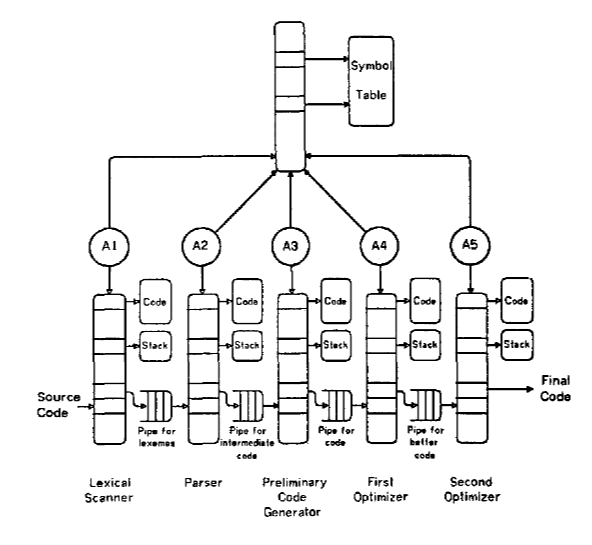 Symbol
Table
A1
A2
A3
A4
A5
Code
Code
Code
Code
Code
Stack
Stack
Stack
Stack
Stack
Source
Code
Final
Code
Pipe for
lexemes
Pipe for
intermediate
code
Pipe for
code
Pipe for
better
code
Lexical
Scanner
Parser
Preliminary
Code
Generator
First
Optimizer
Second
Optimizer